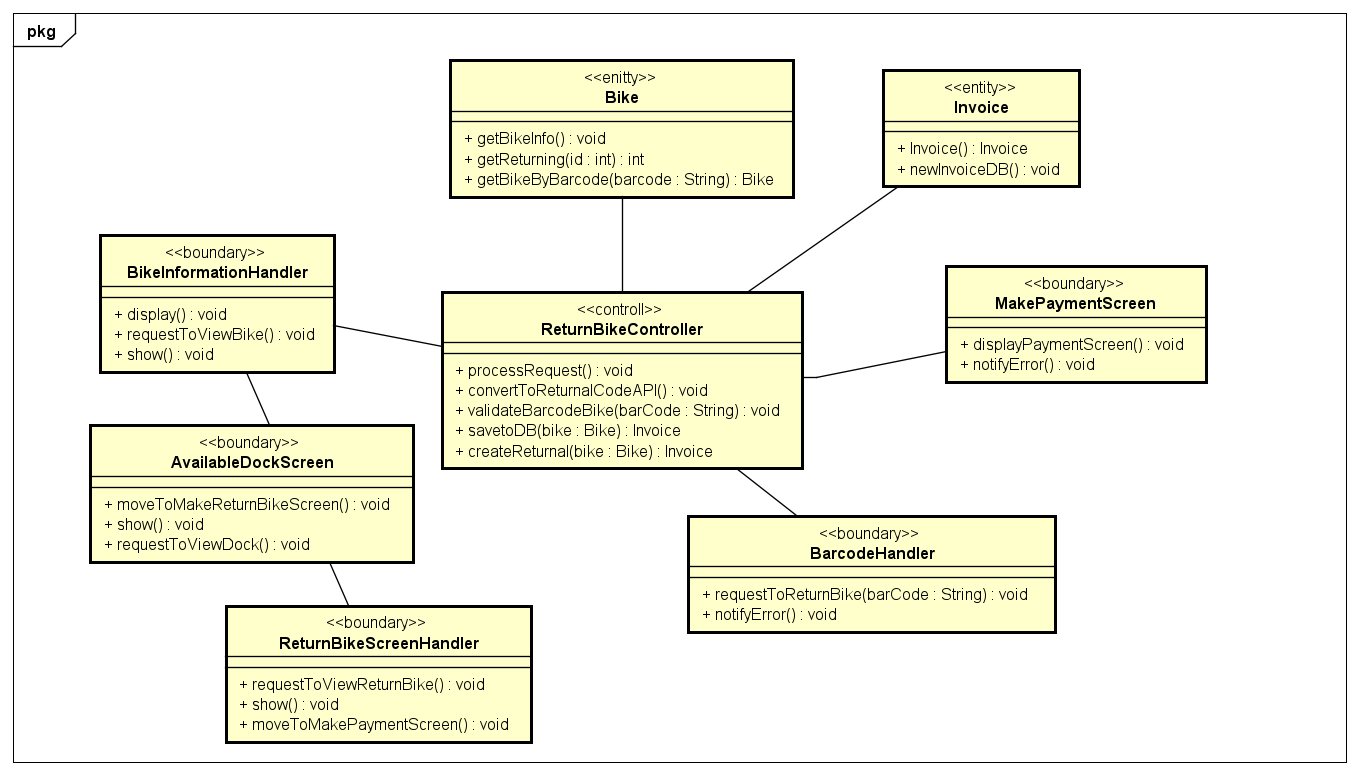 pkg
<<enitty>>
Bike
+ getBikeInfo() : void
+ getReturning(id : int) : int
+ getBikeByBarcode(barcode : String) : Bike
<<entity>>
Invoice
+ Invoice() : Invoice
+ newInvoiceDB() : void
<<boundary>>
BikeInformationHandler
+ display() : void
+ requestToViewBike() : void
+ show() : void
<<controll>>
ReturnBikeController
+ processRequest() : void
+ convertToReturnalCodeAPI() : void
+ validateBarcodeBike(barCode : String) : void
+ savetoDB(bike : Bike) : Invoice
+ createReturnal(bike : Bike) : Invoice
<<boundary>>
MakePaymentScreen
+ displayPaymentScreen() : void
+ notifyError() : void
<<boundary>>
AvailableDockScreen
+ moveToMakeReturnBikeScreen() : void
+ show() : void
+ requestToViewDock() : void
<<boundary>>
BarcodeHandler
+ requestToReturnBike(barCode : String) : void
+ notifyError() : void
<<boundary>>
ReturnBikeScreenHandler
+ requestToViewReturnBike() : void
+ show() : void
+ moveToMakePaymentScreen() : void